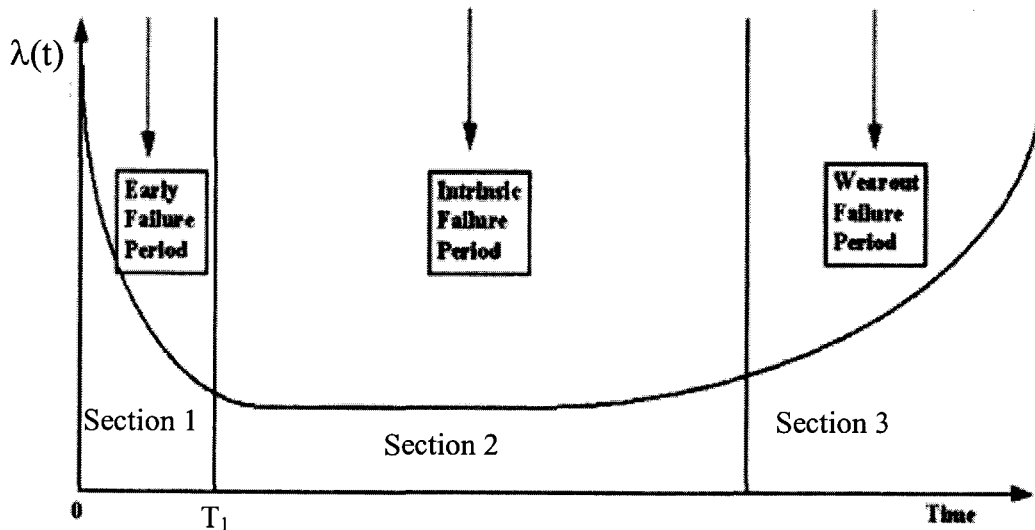 λ(t)
Early
Failure
Period
Intrinsic
Failure
Period
Wearout
Failure
Period
Section 1
Section 2
Section 3
0
T1
Time